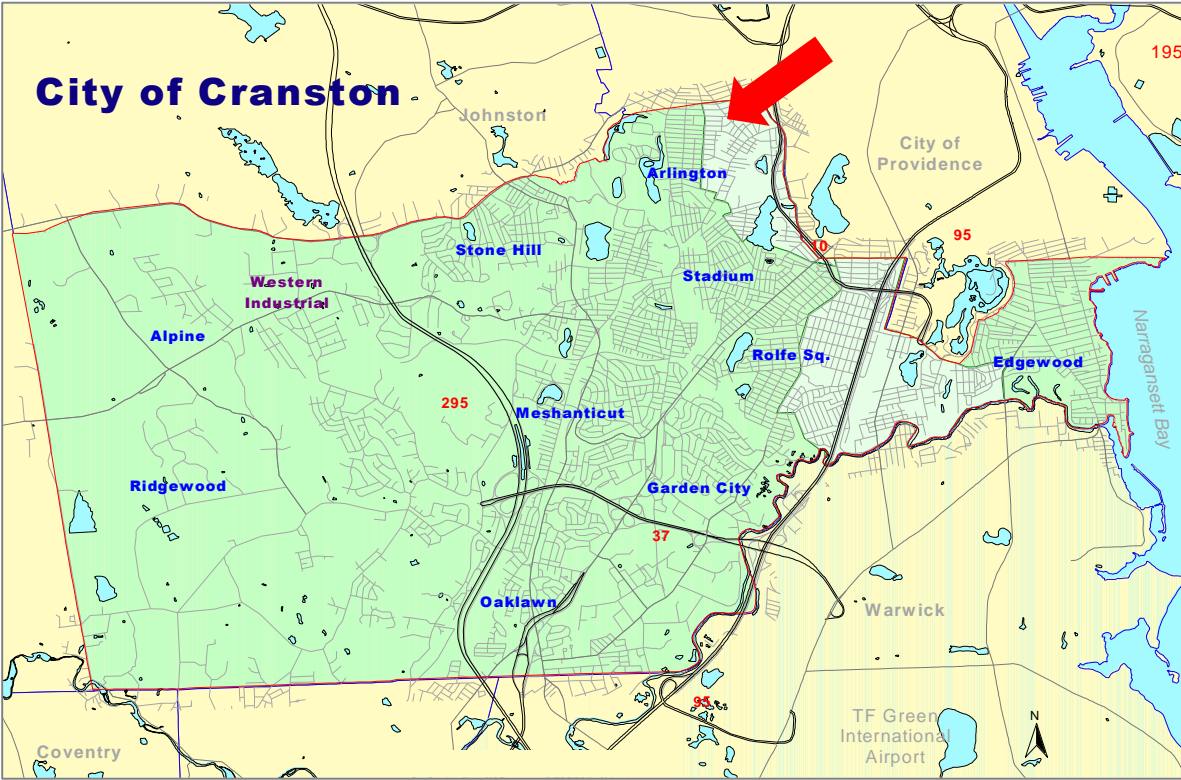 195
City of Cranston
Johnston
City of
Providence
Arlington
10
95
Stone Hill
Stadium
Western
Industrial
Alpine
Rolfe Sq.
Edgewood
Narragansett Bay
295
Meshanticut
Ridgewood
Garden City
37
Oaklawn
Warwick
95
TF Green
International
Airport
N
Coventry